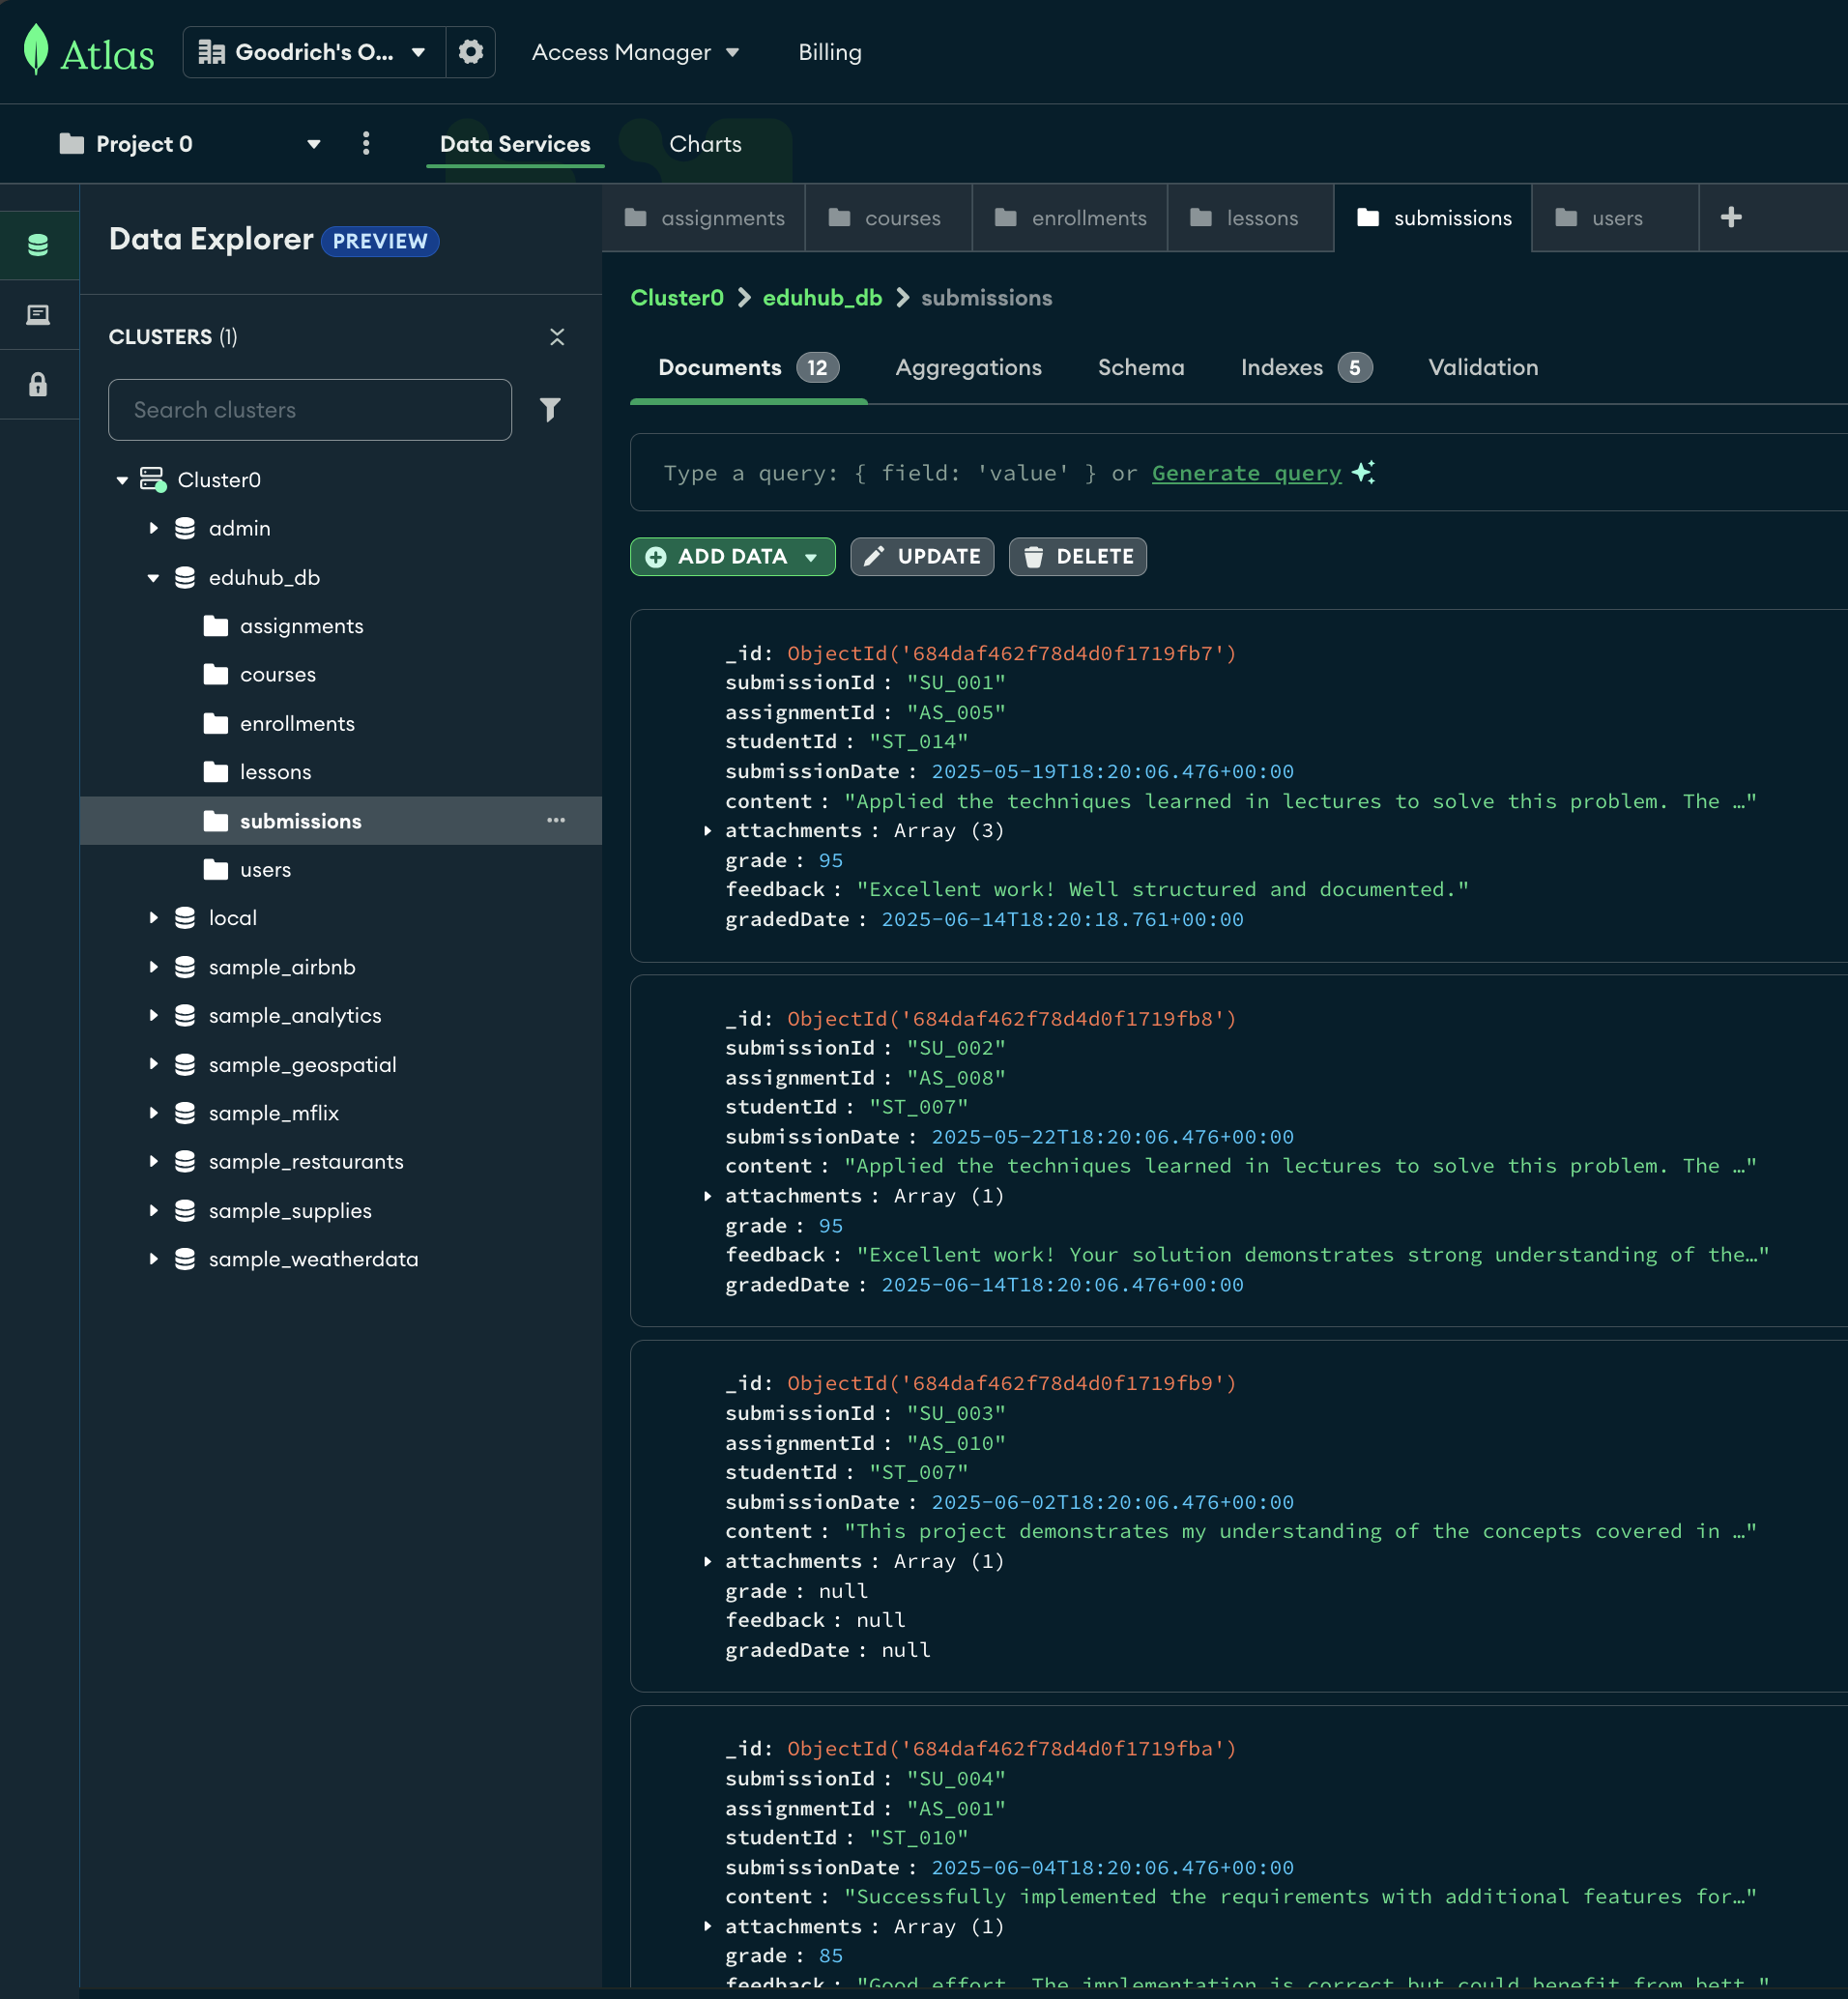 Atlas
Goodrich's O...
Access Manager
Billing
Project 0
Data Services
Charts
Data Explorer PREVIEW
CLUSTERS (1)
Search clusters
Cluster0
admin
eduhub_db
assignments
courses
enrollments
lessons
submissions
users
local
sample_airbnb
sample_analytics
sample_geospatial
sample_mflix
sample_restaurants
sample_supplies
sample_weatherdata
assignments
courses
enrollments
lessons
submissions
users
Cluster0 > eduhub_db > submissions
Documents 12
Aggregations
Schema
Indexes 5
Validation
Type a query: { field: 'value' } or Generate query
ADD DATA
UPDATE
DELETE
_id: ObjectId('684daf462f78d4d0f1719fb7')
submissionId : "SU_001"
assignmentId : "AS_005"
studentId : "ST_014"
submissionDate : 2025-05-19T18:20:06.476+00:00
content : "Applied the techniques learned in lectures to solve this problem. The …"
attachments : Array (3)
grade : 95
feedback : "Excellent work! Well structured and documented."
gradedDate : 2025-06-14T18:20:18.761+00:00
_id: ObjectId('684daf462f78d4d0f1719fb8')
submissionId : "SU_002"
assignmentId : "AS_008"
studentId : "ST_007"
submissionDate : 2025-05-22T18:20:06.476+00:00
content : "Applied the techniques learned in lectures to solve this problem. The …"
attachments : Array (1)
grade : 95
feedback : "Excellent work! Your solution demonstrates strong understanding of the…"
gradedDate : 2025-06-14T18:20:06.476+00:00
_id: ObjectId('684daf462f78d4d0f1719fb9')
submissionId : "SU_003"
assignmentId : "AS_010"
studentId : "ST_007"
submissionDate : 2025-06-02T18:20:06.476+00:00
content : "This project demonstrates my understanding of the concepts covered in …"
attachments : Array (1)
grade : null
feedback : null
gradedDate : null
_id: ObjectId('684daf462f78d4d0f1719fba')
submissionId : "SU_004"
assignmentId : "AS_001"
studentId : "ST_010"
submissionDate : 2025-06-04T18:20:06.476+00:00
content : "Successfully implemented the requirements with additional features for…"
attachments : Array (1)
grade : 85
feedback : "Good effort. The implementation is correct but could benefit from bett…"